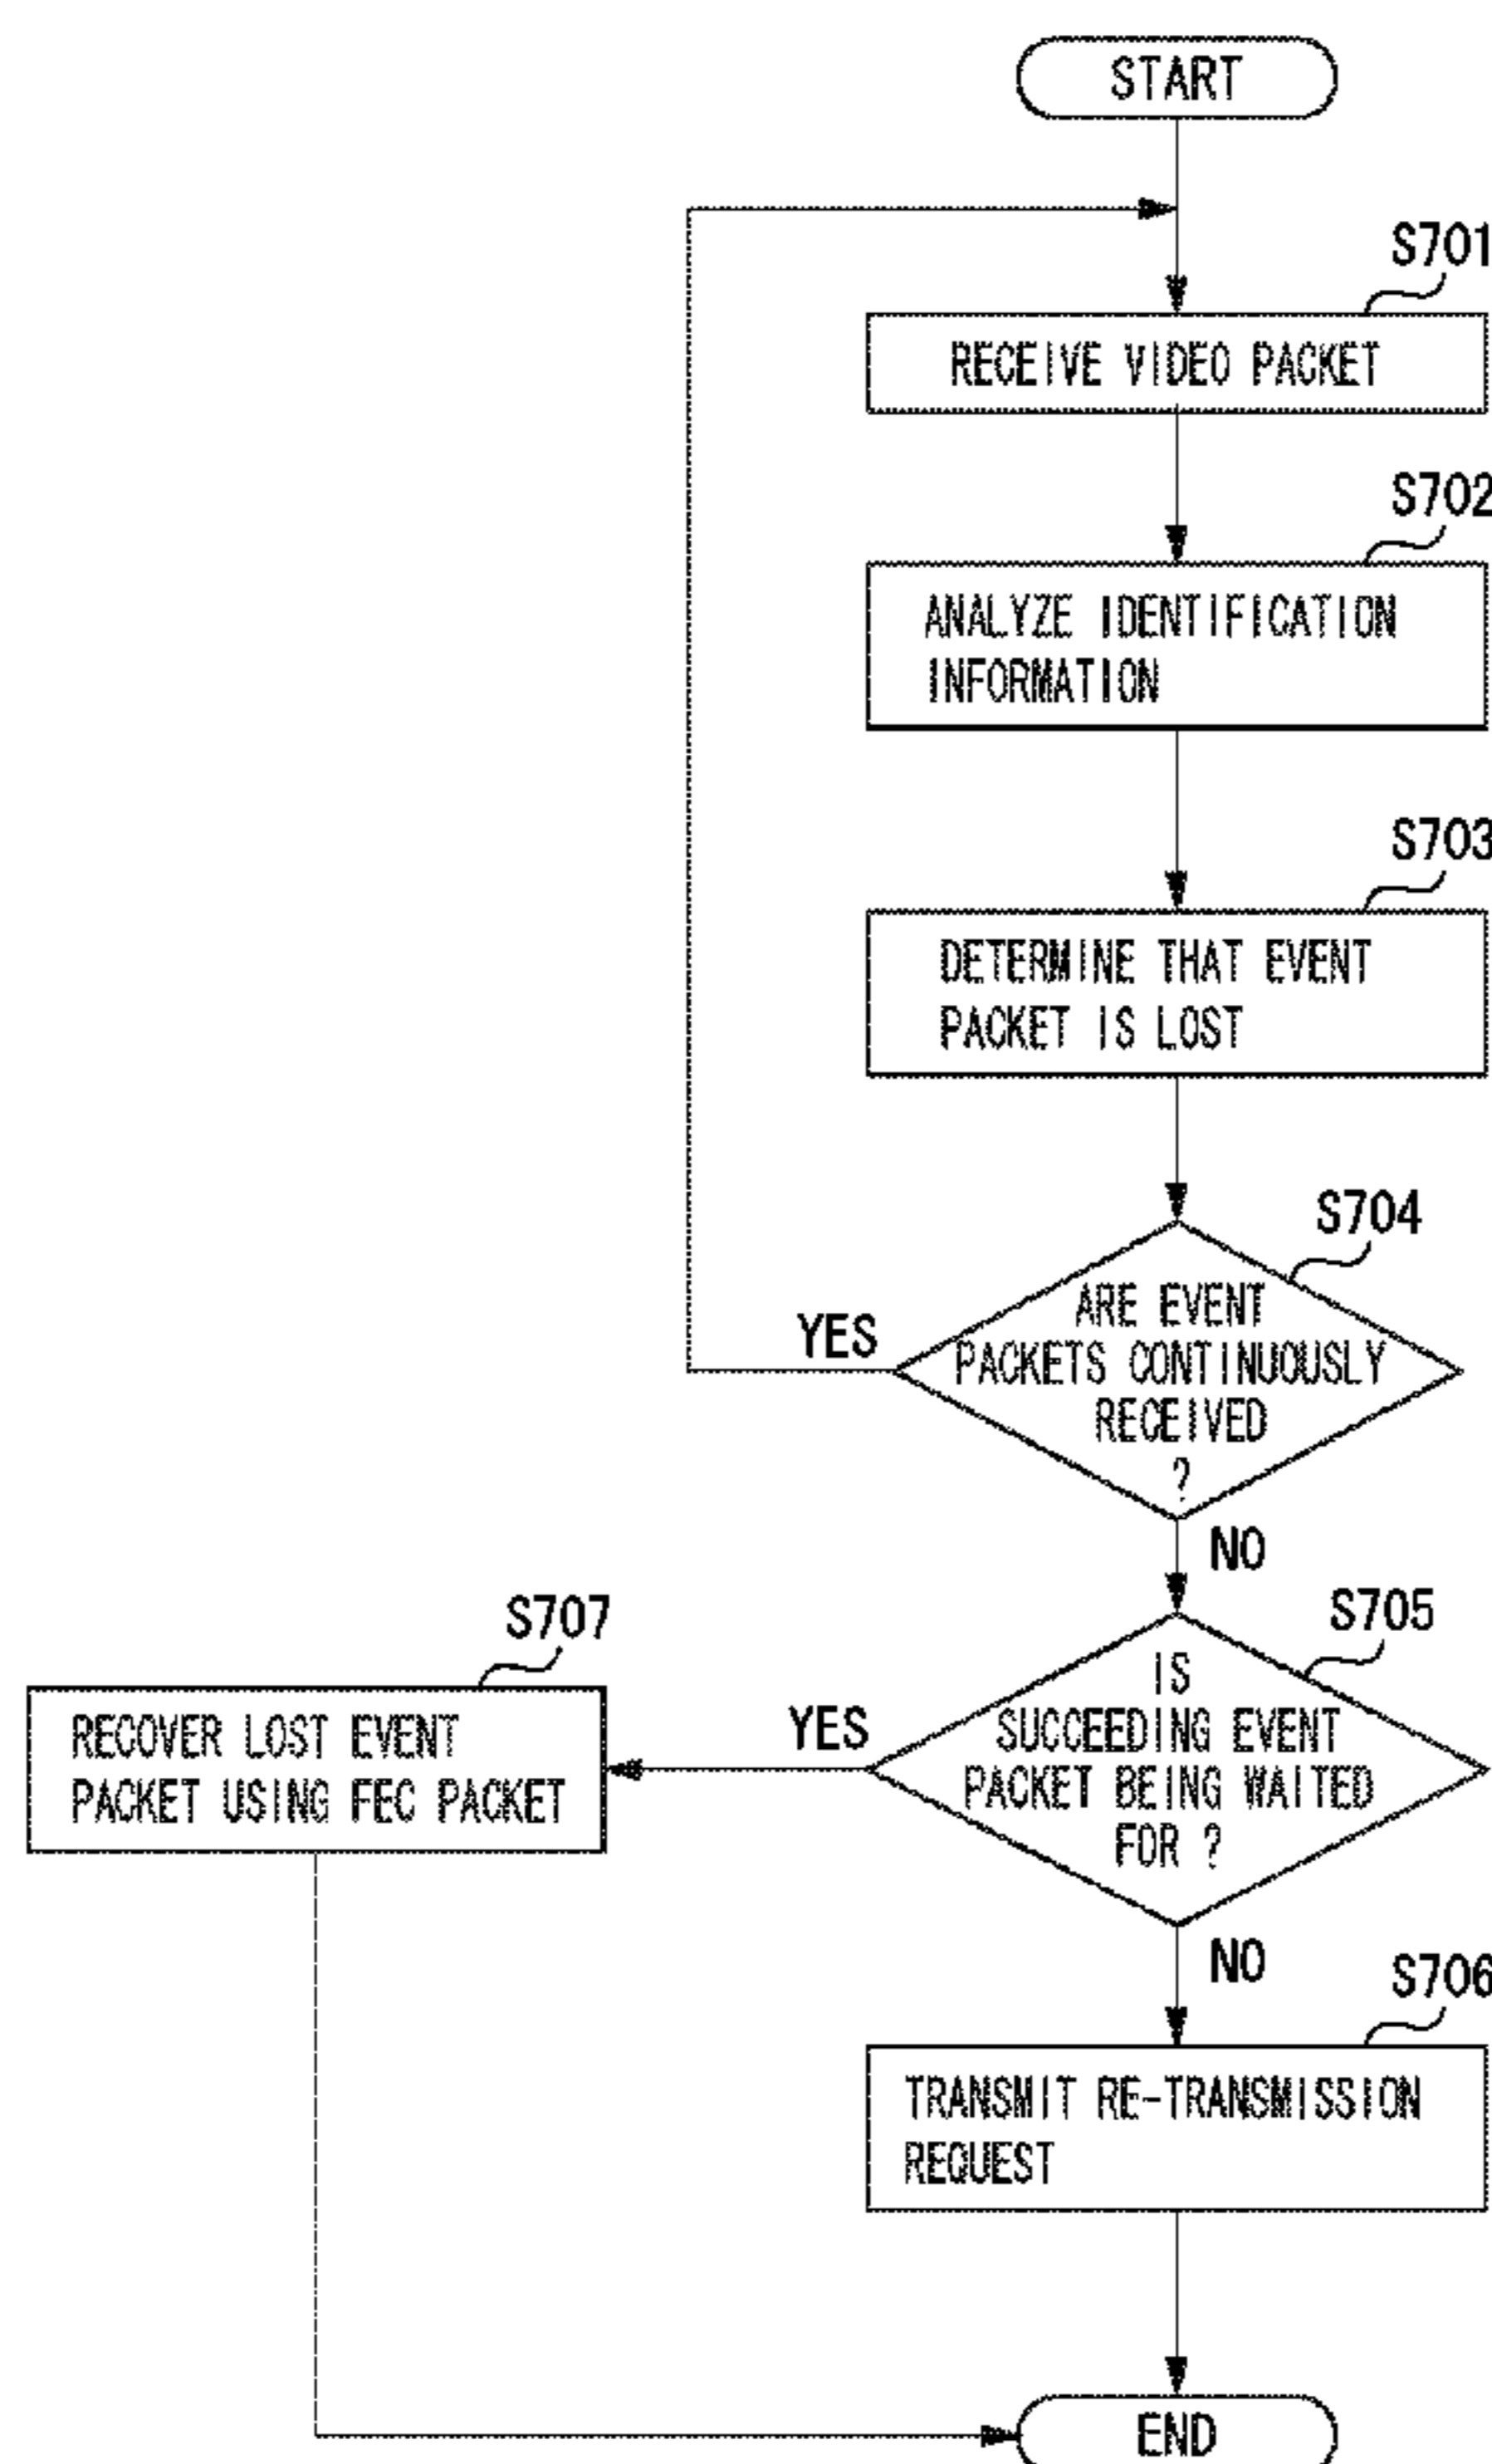 START
S701
RECEIVE VIDEO PACKET
S702
ANALYZE IDENTIFICATION
INFORMATION
S703
DETERMINE THAT EVENT
PACKET IS LOST
S704
ARE EVENT
PACKETS CONTINUOUSLY
RECEIVED
?
YES
NO
S705
IS
SUCCEEDING EVENT
PACKET BEING WAITED
FOR ?
YES
S707
RECOVER LOST EVENT
PACKET USING FEC PACKET
NO
S706
TRANSMIT RE-TRANSMISSION
REQUEST
END